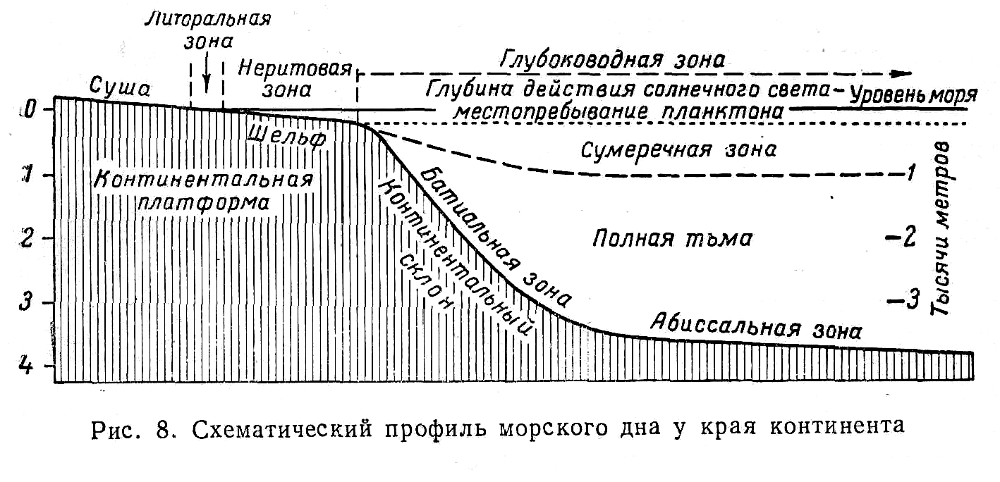 Литоральная
зона
Неритовая
зона
Глубоководная зона
Суша
Глубина действия солнечного света-
местопребывание планктона
Уровень моря
0
1
2
3
4
Шельф
Сумеречная зона
Континентальная
платформа
Батиальная зона
Континентальный
склон
Полная тьма
-1
-2
-3
Тысячи метров
Абиссальная зона
Рис. 8. Схематический профиль морского дна у края континента